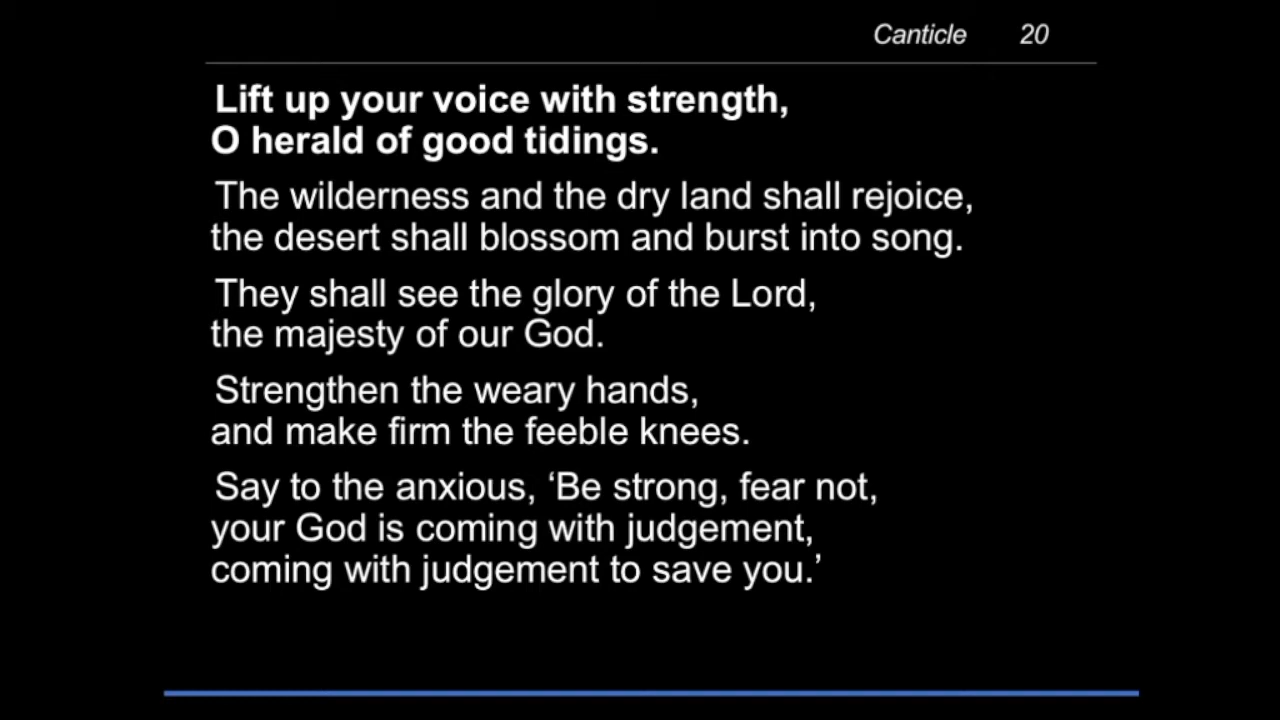 Canticle 20
Lift up your voice with strength,
O herald of good tidings.
The wilderness and the dry land shall rejoice,
the desert shall blossom and burst into song.
They shall see the glory of the Lord,
the majesty of our God.
Strengthen the weary hands,
and make firm the feeble knees.
Say to the anxious, ‘Be strong, fear not,
your God is coming with judgement,
coming with judgement to save you.’